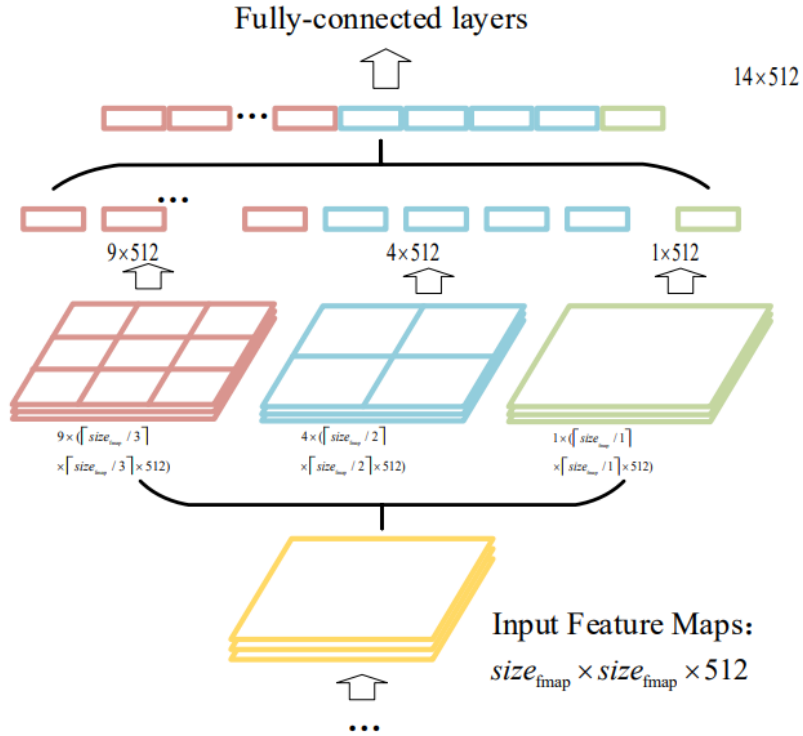 Fully-connected layers
14×512
...
...
9×512
4×512
1×512
9×(⌈size_fmap / 3⌉
×⌈size_fmap / 3⌉×512)
4×(⌈size_fmap / 2⌉
×⌈size_fmap / 2⌉×512)
1×(⌈size_fmap / 1⌉
×⌈size_fmap / 1⌉×512)
Input Feature Maps:
size_fmap × size_fmap × 512
...